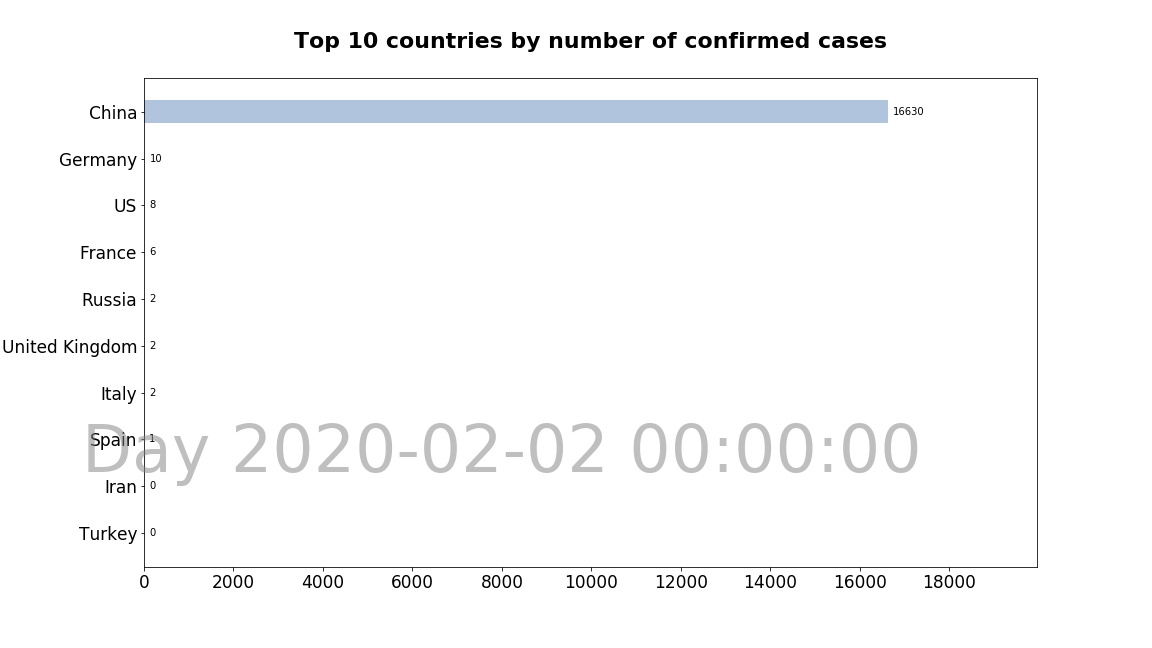 Top 10 countries by number of confirmed cases
China 16630
Germany 10
US 8
France 6
Russia 2
United Kingdom 2
Italy 2
Spain 1
Day 2020-02-02 00:00:00
Iran 0
Turkey 0
0 2000 4000 6000 8000 10000 12000 14000 16000 18000